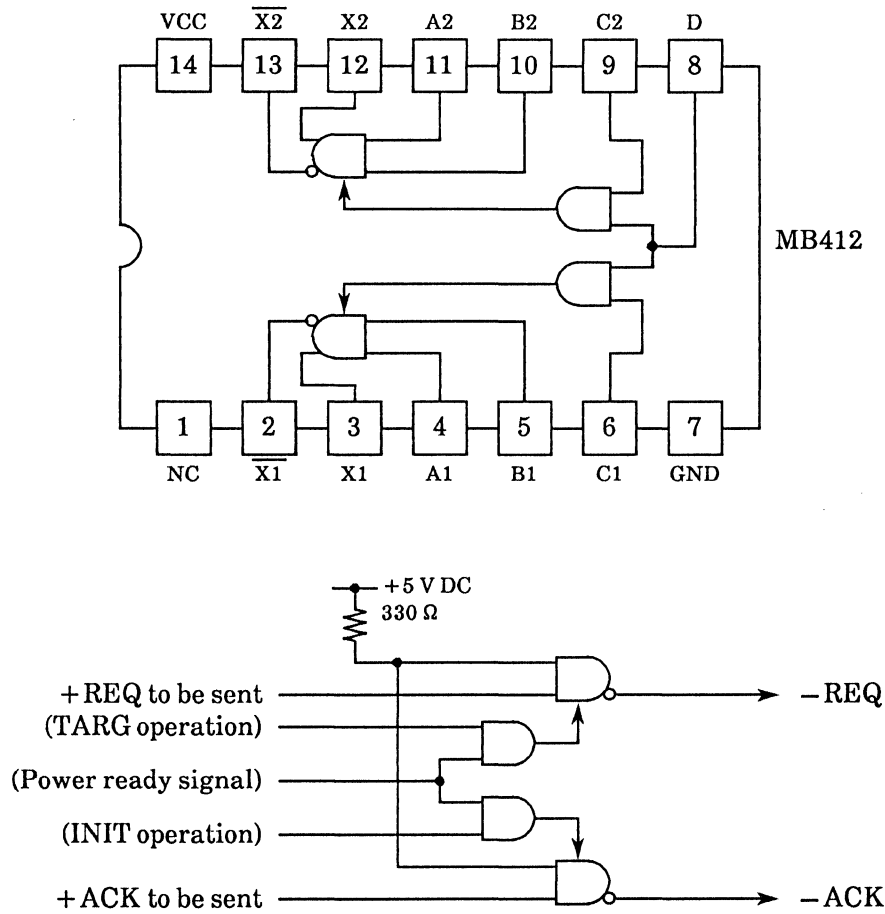 VCC X2 X2 A2 B2 C2 D
14 13 12 11 10 9 8
MB412
1 2 3 4 5 6 7
NC X1 X1 A1 B1 C1 GND
+5 V DC
330 Ω
+REQ to be sent
−REQ
(TARG operation)
(Power ready signal)
(INIT operation)
+ACK to be sent
−ACK